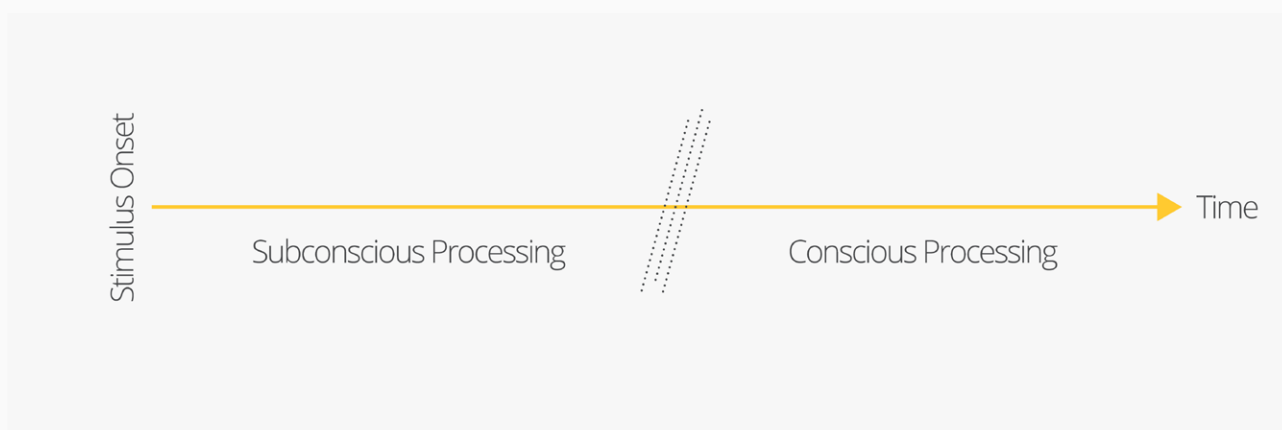 Stimulus Onset
Time
Subconscious Processing
Conscious Processing